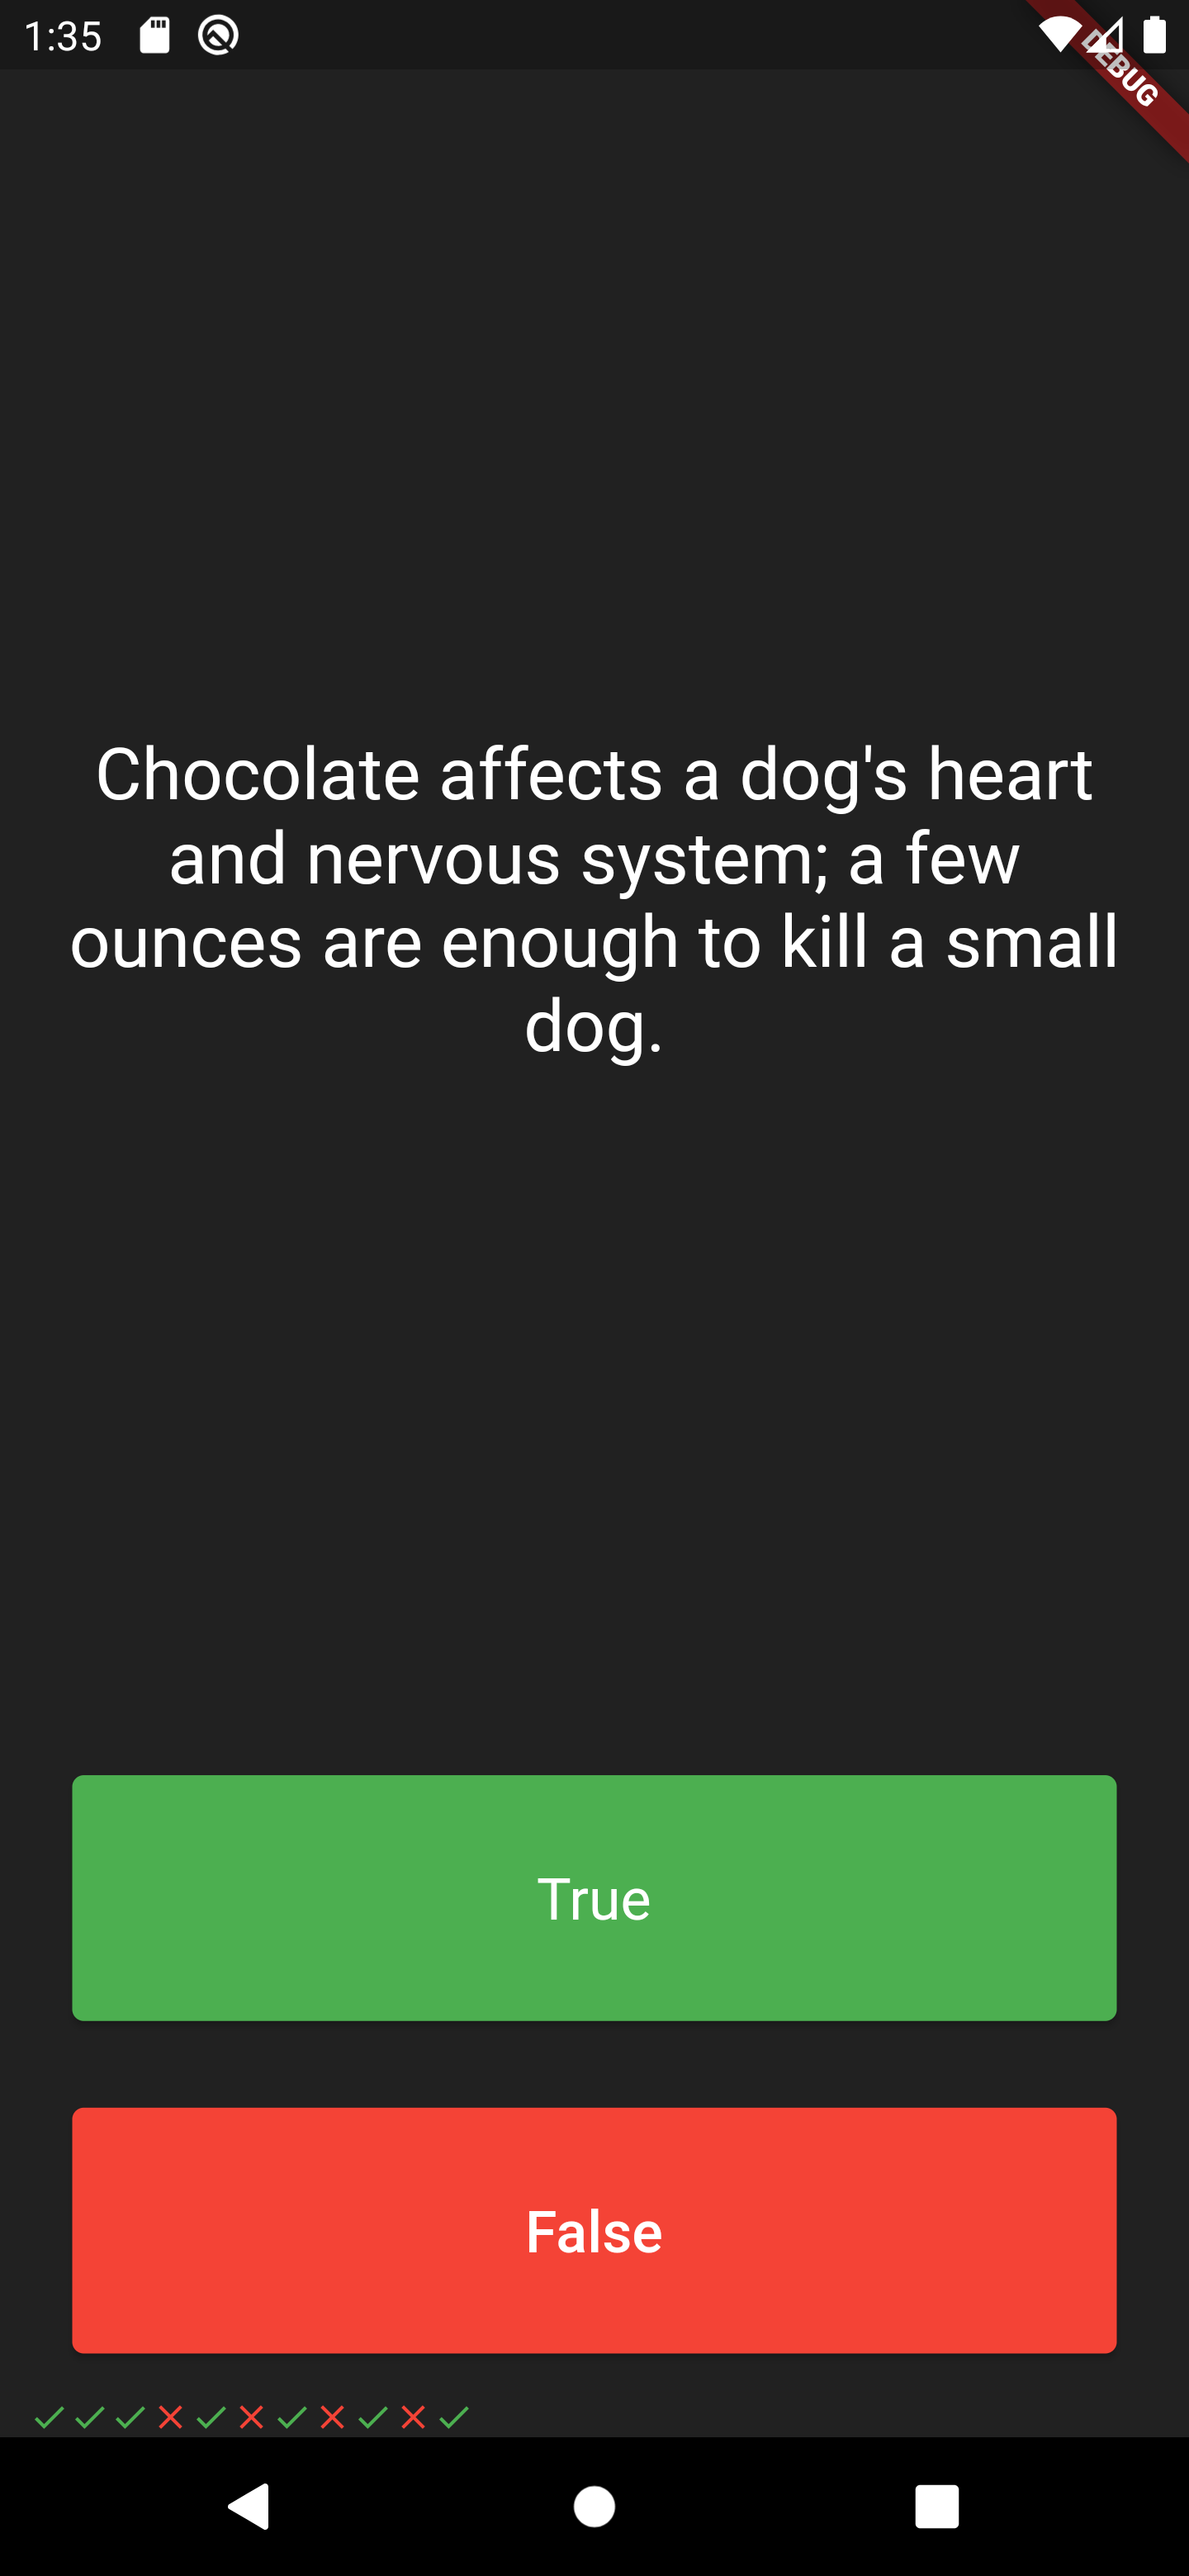 1:35
DEBUG
Chocolate affects a dog's heart
and nervous system; a few
ounces are enough to kill a small
dog.
True
False